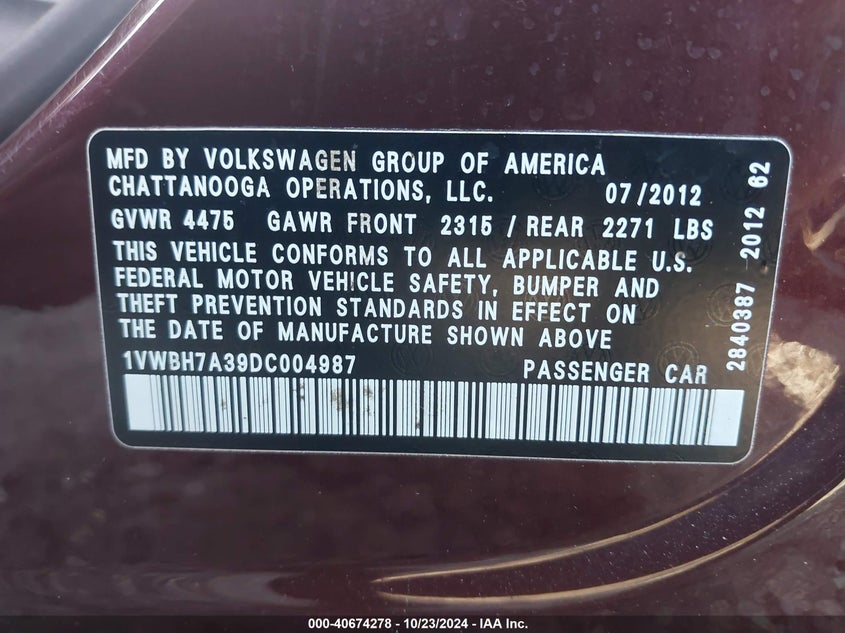 MFD BY VOLKSWAGEN GROUP OF AMERICA
CHATTANOOGA OPERATIONS, LLC. 07/2012
GVWR 4475 GAWR FRONT 2315 / REAR 2271 LBS
THIS VEHICLE CONFORMS TO ALL APPLICABLE U.S.
FEDERAL MOTOR VEHICLE SAFETY, BUMPER AND
THEFT PREVENTION STANDARDS IN EFFECT ON
THE DATE OF MANUFACTURE SHOWN ABOVE
1VWBH7A39DC004987 PASSENGER CAR
2840387 2012 62
000-40674278 - 10/23/2024 - IAA Inc.